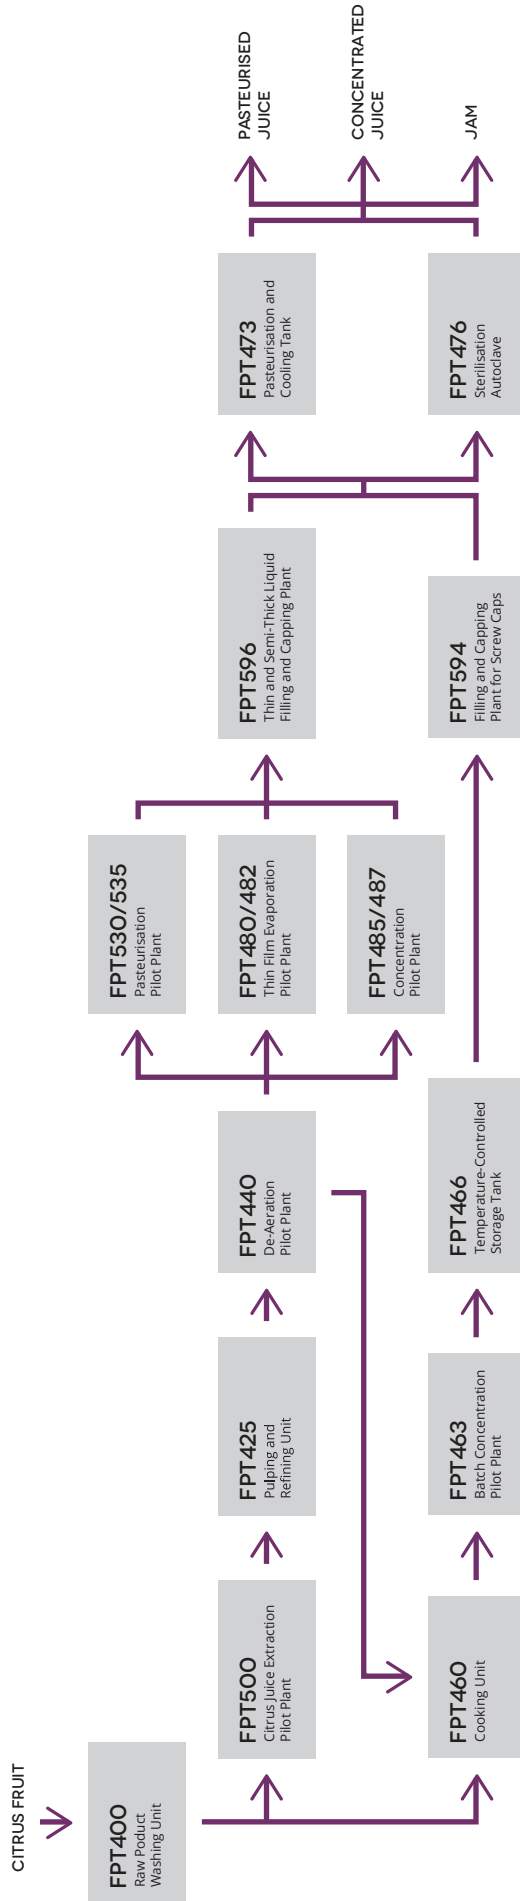 CITRUS FRUIT
FPT400
Raw Poduct
Washing Unit
FPT500
Citrus Juice Extraction
Pilot Plant
FPT425
Pulping and
Refining Unit
FPT440
De-Aeration
Pilot Plant
FPT530/535
Pasteurisation
Pilot Plant
FPT480/482
Thin Film Evaporation
Pilot Plant
FPT485/487
Concentration
Pilot Plant
FPT596
Thin and Semi-Thick Liquid
Filling and Capping Plant
FPT473
Pasteurisation and
Cooling Tank
FPT460
Cooking Unit
FPT463
Batch Concentration
Pilot Plant
FPT466
Temperature-Controlled
Storage Tank
FPT594
Filling and Capping
Plant for Screw Caps
FPT476
Sterilisation
Autoclave
PASTEURISED
JUICE
CONCENTRATED
JUICE
JAM